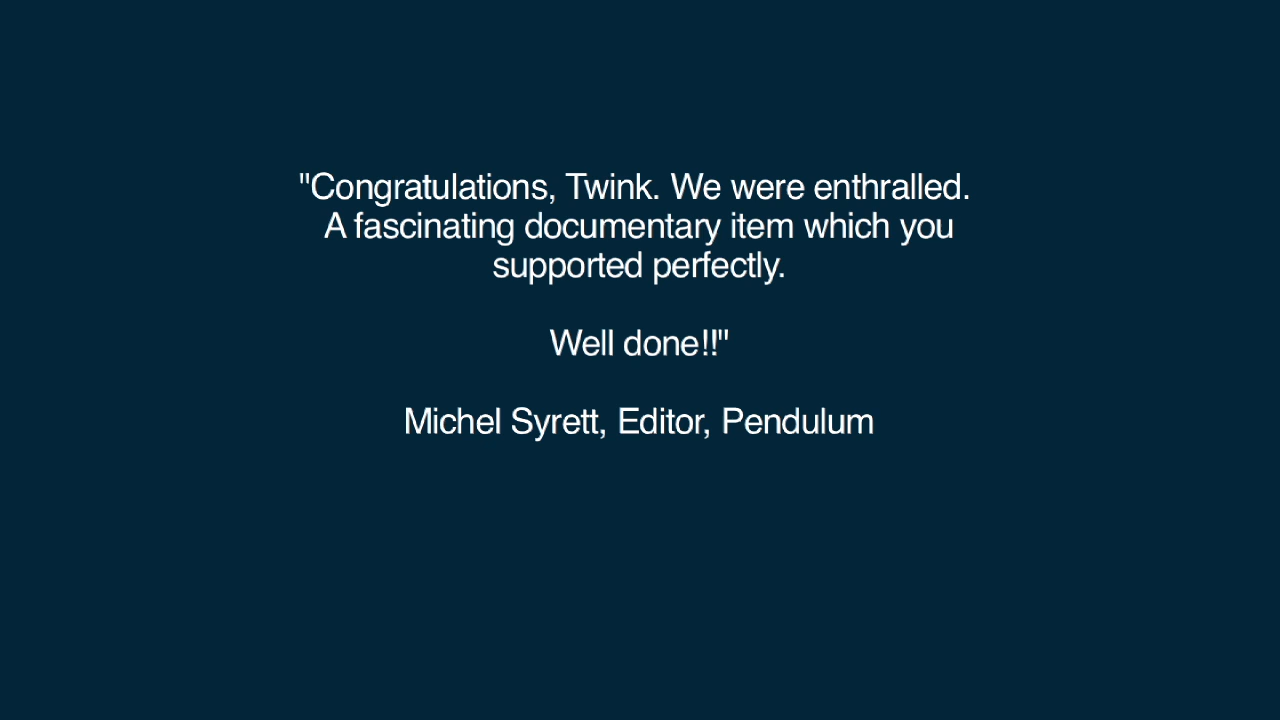 "Congratulations, Twink. We were enthralled.
A fascinating documentary item which you
supported perfectly.
Well done!!"
Michel Syrett, Editor, Pendulum